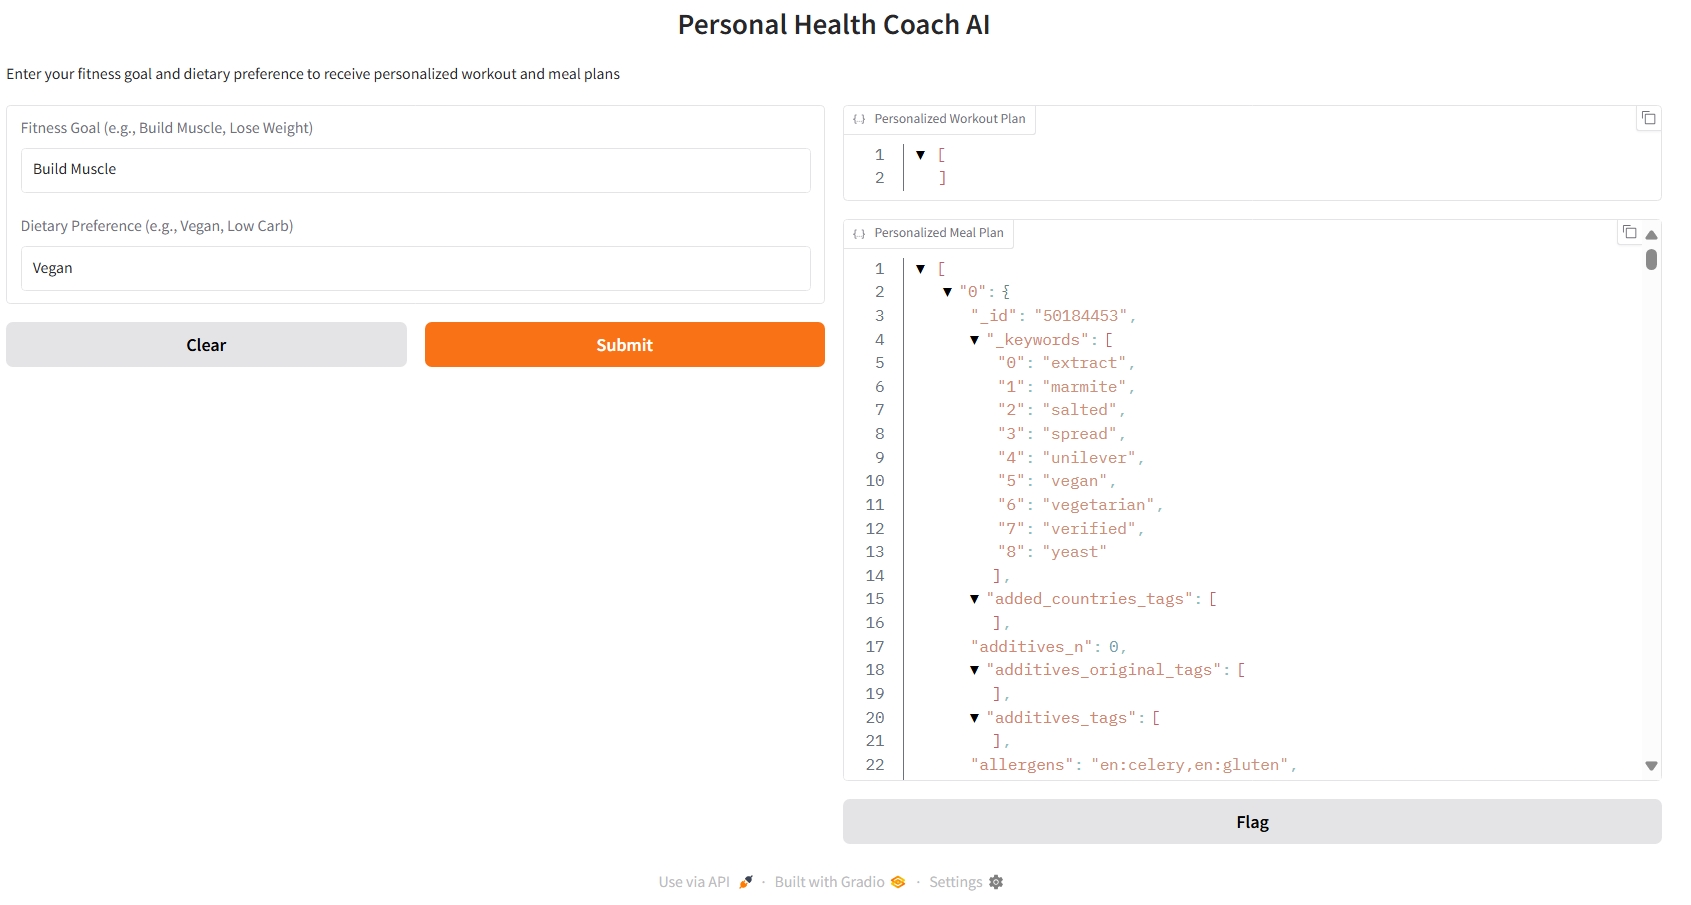 Personal Health Coach AI
Enter your fitness goal and dietary preference to receive personalized workout and meal plans
Fitness Goal (e.g., Build Muscle, Lose Weight)
Build Muscle
Dietary Preference (e.g., Vegan, Low Carb)
Vegan
Clear
Submit
{..} Personalized Workout Plan
1 ▼ [
2 ]
{..} Personalized Meal Plan
1 ▼ [
2 ▼ "0": {
3 "_id": "50184453",
4 ▼ "_keywords": [
5 "0": "extract",
6 "1": "marmite",
7 "2": "salted",
8 "3": "spread",
9 "4": "unilever",
10 "5": "vegan",
11 "6": "vegetarian",
12 "7": "verified",
13 "8": "yeast"
14 ],
15 ▼ "added_countries_tags": [
16 ],
17 "additives_n": 0,
18 ▼ "additives_original_tags": [
19 ],
20 ▼ "additives_tags": [
21 ],
22 "allergens": "en:celery,en:gluten",
Flag
Use via API · Built with Gradio · Settings